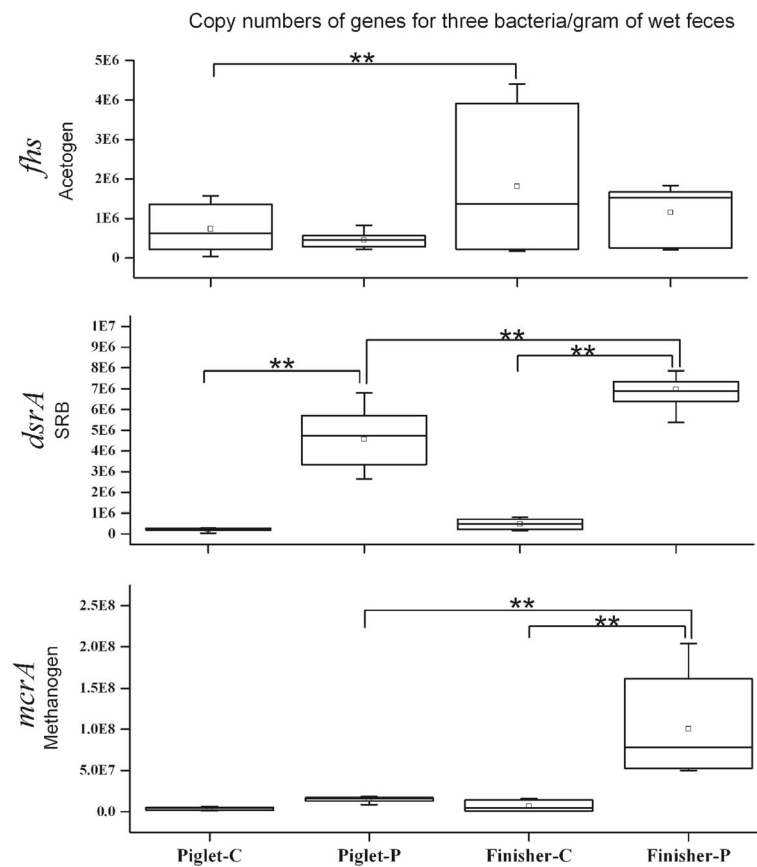 Copy numbers of genes for three bacteria/gram of wet feces
fhs
Acetogen
5E6
4E6
3E6
2E6
1E6
0
**
dsrA
SRB
1E7
9E6
8E6
7E6
6E6
5E6
4E6
3E6
2E6
1E6
0
**
**
**
mcrA
Methanogen
2.5E8
2.0E8
1.5E8
1.0E8
5.0E7
0.0
**
**
Piglet-C Piglet-P Finisher-C Finisher-P